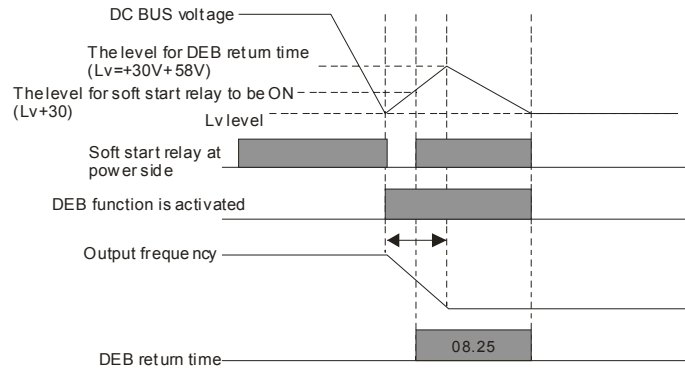 DC BUS voltage
The level for DEB return time
(Lv=+30V+58V)
The level for soft start relay to be ON
(Lv+30)
Lv level
Soft start relay at
power side
DEB function is activated
Output frequency
08.25
DEB return time